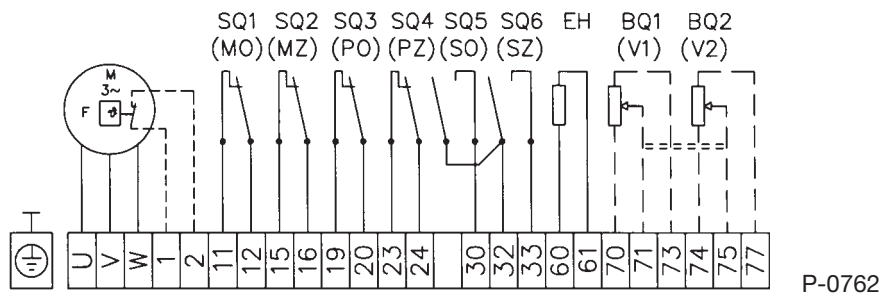 SQ1 SQ2 SQ3 SQ4 SQ5 SQ6 EH BQ1 BQ2
(MO) (MZ) (PO) (PZ) (SO) (SZ) (V1) (V2)
M
3~
F ϑ
U V W 1 2 11 12 15 16 19 20 23 24 30 32 33 60 61 70 71 73 74 75 77
P-0762